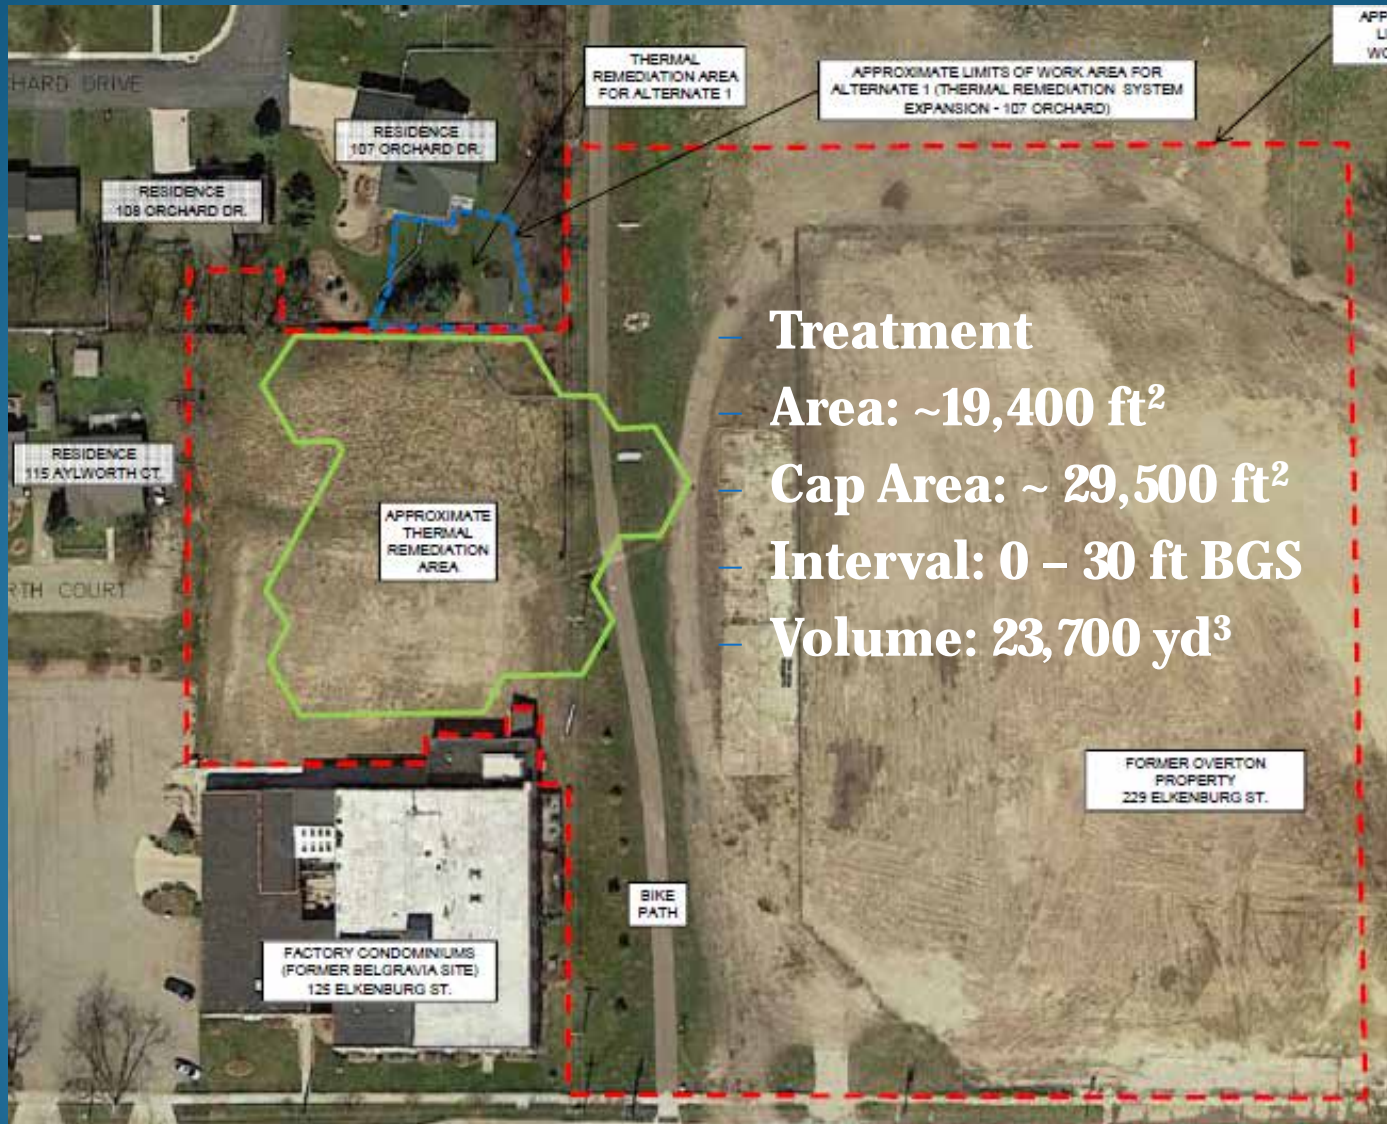 THERMAL
REMEDIATION AREA
FOR ALTERNATE 1
APPROXIMATE LIMITS OF WORK AREA FOR
ALTERNATE 1 (THERMAL REMEDIATION SYSTEM
EXPANSION - 107 ORCHARD)
HARD DRIVE
RESIDENCE
107 ORCHARD DR.
RESIDENCE
108 ORCHARD DR.
Treatment
Area: ~19,400 ft²
Cap Area: ~ 29,500 ft²
Interval: 0 – 30 ft BGS
Volume: 23,700 yd³
RESIDENCE
115 AYLWORTH CT.
APPROXIMATE
THERMAL
REMEDIATION
AREA
RTH COURT
FORMER OVERTON
PROPERTY
229 ELKENBURG ST.
BIKE
PATH
FACTORY CONDOMINIUMS
(FORMER BELGRAVIA SITE)
125 ELKENBURG ST.